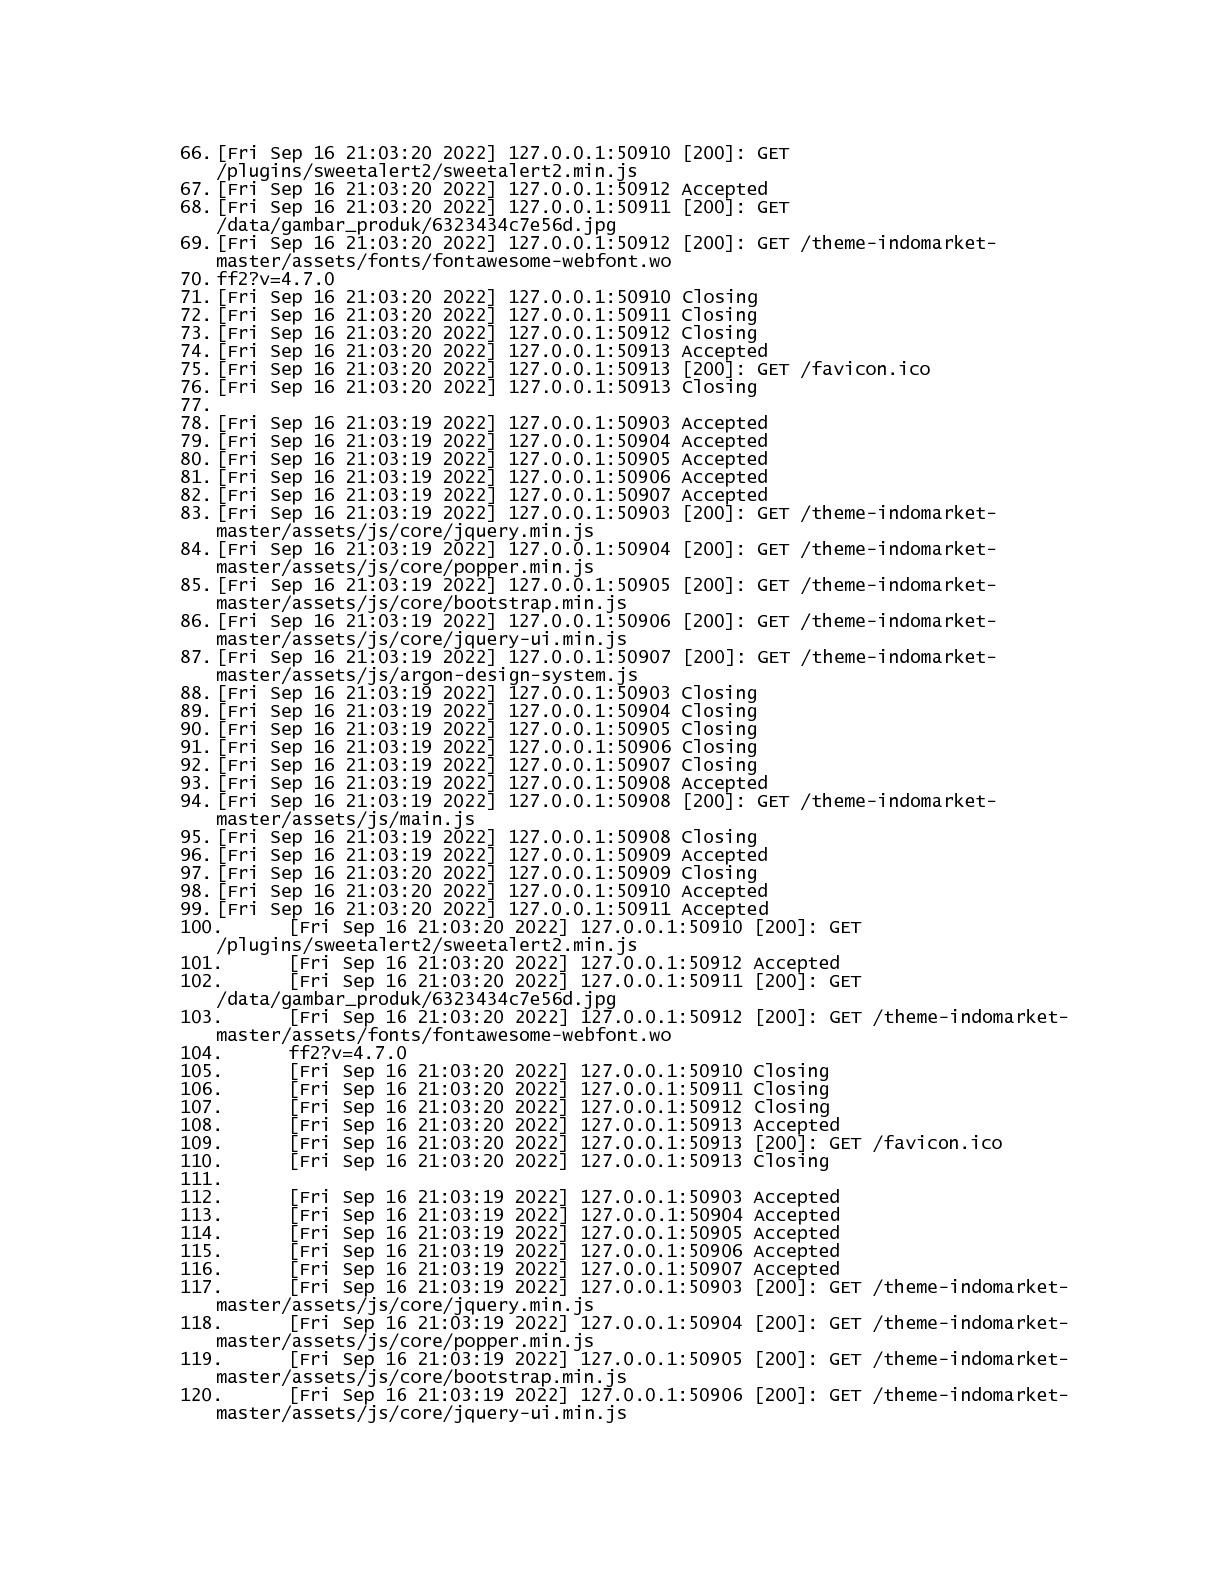 66. [Fri Sep 16 21:03:20 2022] 127.0.0.1:50910 [200]: GET
/plugins/sweetalert2/sweetalert2.min.js
67. [Fri Sep 16 21:03:20 2022] 127.0.0.1:50912 Accepted
68. [Fri Sep 16 21:03:20 2022] 127.0.0.1:50911 [200]: GET
/data/gambar_produk/6323434c7e56d.jpg
69. [Fri Sep 16 21:03:20 2022] 127.0.0.1:50912 [200]: GET /theme-indomarket-
master/assets/fonts/fontawesome-webfont.wo
70. ff2?v=4.7.0
71. [Fri Sep 16 21:03:20 2022] 127.0.0.1:50910 Closing
72. [Fri Sep 16 21:03:20 2022] 127.0.0.1:50911 Closing
73. [Fri Sep 16 21:03:20 2022] 127.0.0.1:50912 Closing
74. [Fri Sep 16 21:03:20 2022] 127.0.0.1:50913 Accepted
75. [Fri Sep 16 21:03:20 2022] 127.0.0.1:50913 [200]: GET /favicon.ico
76. [Fri Sep 16 21:03:20 2022] 127.0.0.1:50913 Closing
77.
78. [Fri Sep 16 21:03:19 2022] 127.0.0.1:50903 Accepted
79. [Fri Sep 16 21:03:19 2022] 127.0.0.1:50904 Accepted
80. [Fri Sep 16 21:03:19 2022] 127.0.0.1:50905 Accepted
81. [Fri Sep 16 21:03:19 2022] 127.0.0.1:50906 Accepted
82. [Fri Sep 16 21:03:19 2022] 127.0.0.1:50907 Accepted
83. [Fri Sep 16 21:03:19 2022] 127.0.0.1:50903 [200]: GET /theme-indomarket-
master/assets/js/core/jquery.min.js
84. [Fri Sep 16 21:03:19 2022] 127.0.0.1:50904 [200]: GET /theme-indomarket-
master/assets/js/core/popper.min.js
85. [Fri Sep 16 21:03:19 2022] 127.0.0.1:50905 [200]: GET /theme-indomarket-
master/assets/js/core/bootstrap.min.js
86. [Fri Sep 16 21:03:19 2022] 127.0.0.1:50906 [200]: GET /theme-indomarket-
master/assets/js/core/jquery-ui.min.js
87. [Fri Sep 16 21:03:19 2022] 127.0.0.1:50907 [200]: GET /theme-indomarket-
master/assets/js/argon-design-system.js
88. [Fri Sep 16 21:03:19 2022] 127.0.0.1:50903 Closing
89. [Fri Sep 16 21:03:19 2022] 127.0.0.1:50904 Closing
90. [Fri Sep 16 21:03:19 2022] 127.0.0.1:50905 Closing
91. [Fri Sep 16 21:03:19 2022] 127.0.0.1:50906 Closing
92. [Fri Sep 16 21:03:19 2022] 127.0.0.1:50907 Closing
93. [Fri Sep 16 21:03:19 2022] 127.0.0.1:50908 Accepted
94. [Fri Sep 16 21:03:19 2022] 127.0.0.1:50908 [200]: GET /theme-indomarket-
master/assets/js/main.js
95. [Fri Sep 16 21:03:19 2022] 127.0.0.1:50908 Closing
96. [Fri Sep 16 21:03:19 2022] 127.0.0.1:50909 Accepted
97. [Fri Sep 16 21:03:20 2022] 127.0.0.1:50909 Closing
98. [Fri Sep 16 21:03:20 2022] 127.0.0.1:50910 Accepted
99. [Fri Sep 16 21:03:20 2022] 127.0.0.1:50911 Accepted
100. [Fri Sep 16 21:03:20 2022] 127.0.0.1:50910 [200]: GET
/plugins/sweetalert2/sweetalert2.min.js
101. [Fri Sep 16 21:03:20 2022] 127.0.0.1:50912 Accepted
102. [Fri Sep 16 21:03:20 2022] 127.0.0.1:50911 [200]: GET
/data/gambar_produk/6323434c7e56d.jpg
103. [Fri Sep 16 21:03:20 2022] 127.0.0.1:50912 [200]: GET /theme-indomarket-
master/assets/fonts/fontawesome-webfont.wo
104. ff2?v=4.7.0
105. [Fri Sep 16 21:03:20 2022] 127.0.0.1:50910 Closing
106. [Fri Sep 16 21:03:20 2022] 127.0.0.1:50911 Closing
107. [Fri Sep 16 21:03:20 2022] 127.0.0.1:50912 Closing
108. [Fri Sep 16 21:03:20 2022] 127.0.0.1:50913 Accepted
109. [Fri Sep 16 21:03:20 2022] 127.0.0.1:50913 [200]: GET /favicon.ico
110. [Fri Sep 16 21:03:20 2022] 127.0.0.1:50913 Closing
111.
112. [Fri Sep 16 21:03:19 2022] 127.0.0.1:50903 Accepted
113. [Fri Sep 16 21:03:19 2022] 127.0.0.1:50904 Accepted
114. [Fri Sep 16 21:03:19 2022] 127.0.0.1:50905 Accepted
115. [Fri Sep 16 21:03:19 2022] 127.0.0.1:50906 Accepted
116. [Fri Sep 16 21:03:19 2022] 127.0.0.1:50907 Accepted
117. [Fri Sep 16 21:03:19 2022] 127.0.0.1:50903 [200]: GET /theme-indomarket-
master/assets/js/core/jquery.min.js
118. [Fri Sep 16 21:03:19 2022] 127.0.0.1:50904 [200]: GET /theme-indomarket-
master/assets/js/core/popper.min.js
119. [Fri Sep 16 21:03:19 2022] 127.0.0.1:50905 [200]: GET /theme-indomarket-
master/assets/js/core/bootstrap.min.js
120. [Fri Sep 16 21:03:19 2022] 127.0.0.1:50906 [200]: GET /theme-indomarket-
master/assets/js/core/jquery-ui.min.js